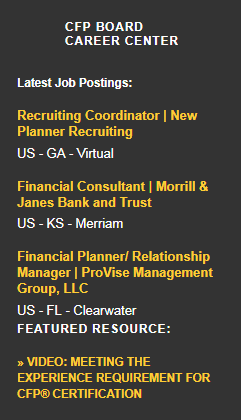 CFP BOARD
CAREER CENTER
Latest Job Postings:
Recruiting Coordinator | New
Planner Recruiting
US - GA - Virtual
Financial Consultant | Morrill &
Janes Bank and Trust
US - KS - Merriam
Financial Planner/ Relationship
Manager | ProVise Management
Group, LLC
US - FL - Clearwater
FEATURED RESOURCE:
» VIDEO: MEETING THE
EXPERIENCE REQUIREMENT FOR
CFP® CERTIFICATION